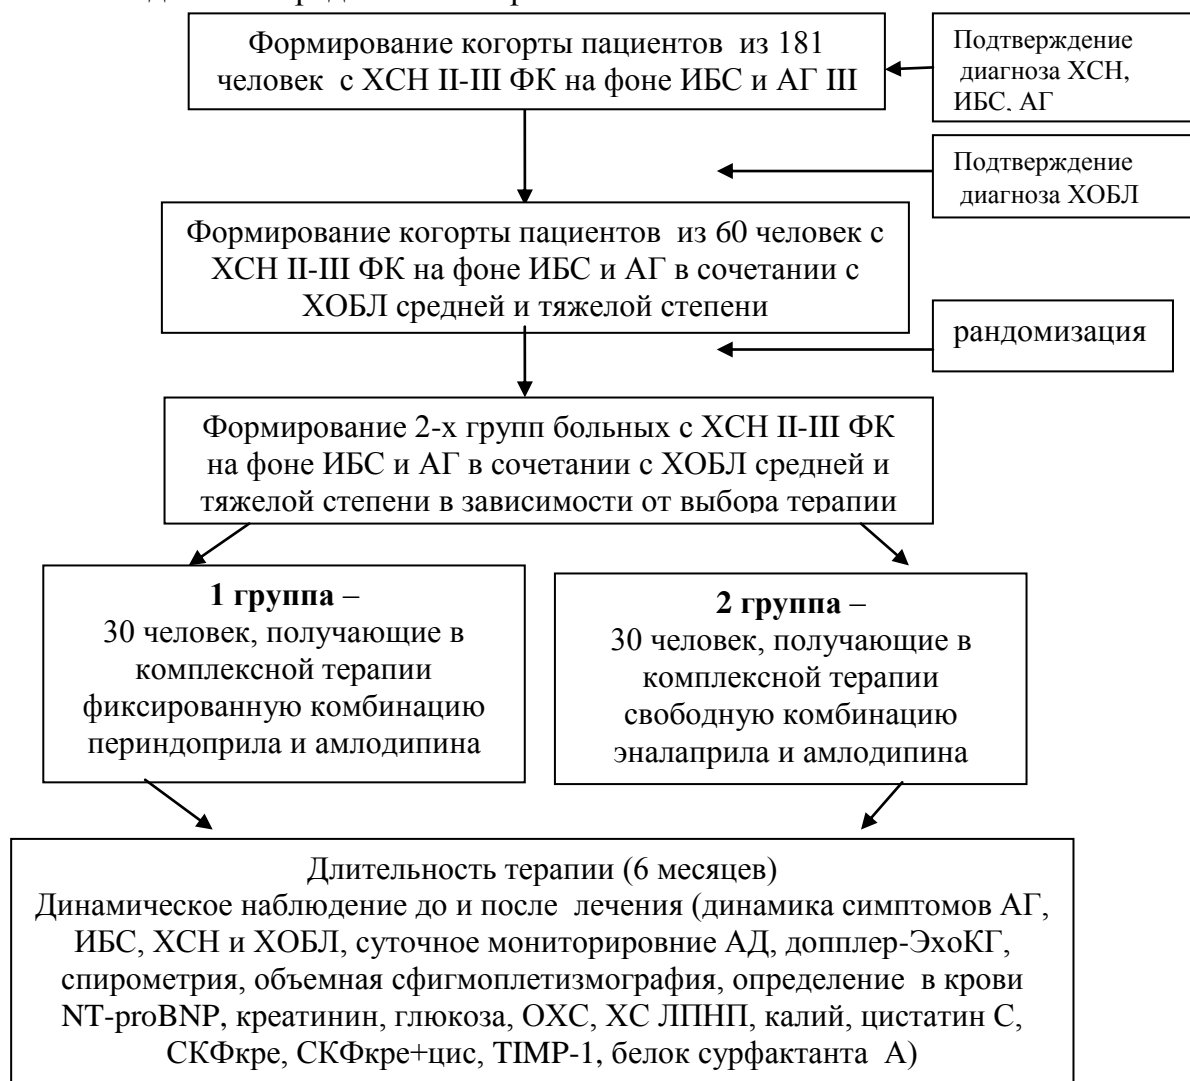 Формирование когорты пациентов из 181
человек с ХСН II-III ФК на фоне ИБС и АГ III
Подтверждение
диагноза ХСН,
ИБС, АГ
Подтверждение
диагноза ХОБЛ
Формирование когорты пациентов из 60 человек с
ХСН II-III ФК на фоне ИБС и АГ в сочетании с
ХОБЛ средней и тяжелой степени
рандомизация
Формирование 2-х групп больных с ХСН II-III ФК
на фоне ИБС и АГ в сочетании с ХОБЛ средней и
тяжелой степени в зависимости от выбора терапии
1 группа –
30 человек, получающие в
комплексной терапии
фиксированную комбинацию
периндоприла и амлодипина
2 группа –
30 человек, получающие в
комплексной терапии
свободную комбинацию
эналаприла и амлодипина
Длительность терапии (6 месяцев)
Динамическое наблюдение до и после лечения (динамика симптомов АГ,
ИБС, ХСН и ХОБЛ, суточное мониторировние АД, допплер-ЭхоКГ,
спирометрия, объемная сфигмоплетизмография, определение в крови
NT-proBNP, креатинин, глюкоза, ОХС, ХС ЛПНП, калий, цистатин С,
СКФкре, СКФкре+цис, TIMP-1, белок сурфактанта А)